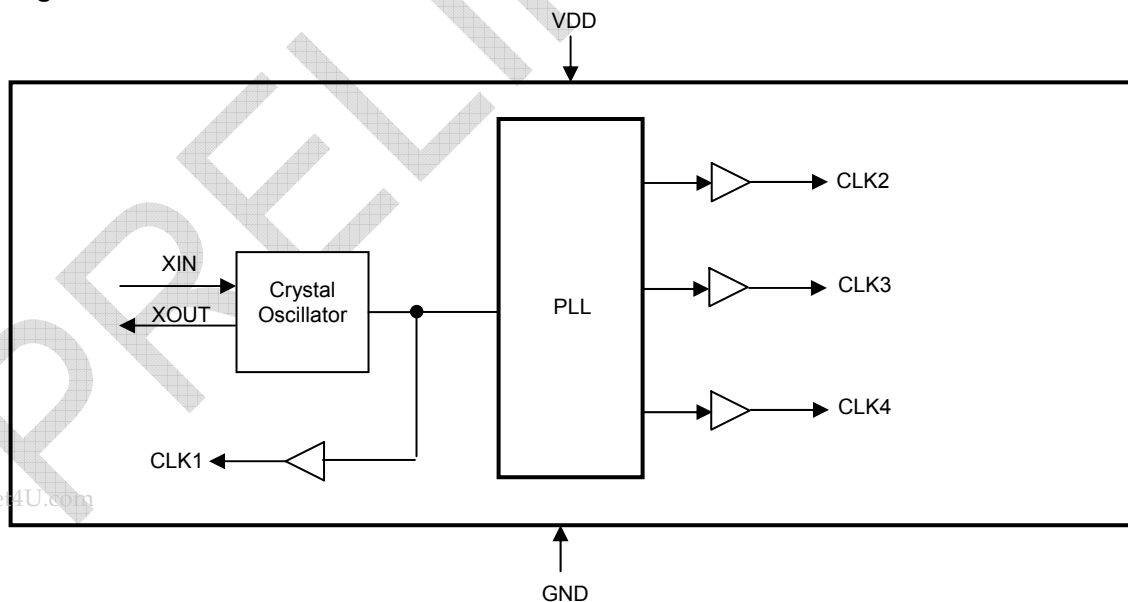 VDD
CLK2
XIN
Crystal
Oscillator
CLK3
PLL
XOUT
CLK4
CLK1
GND